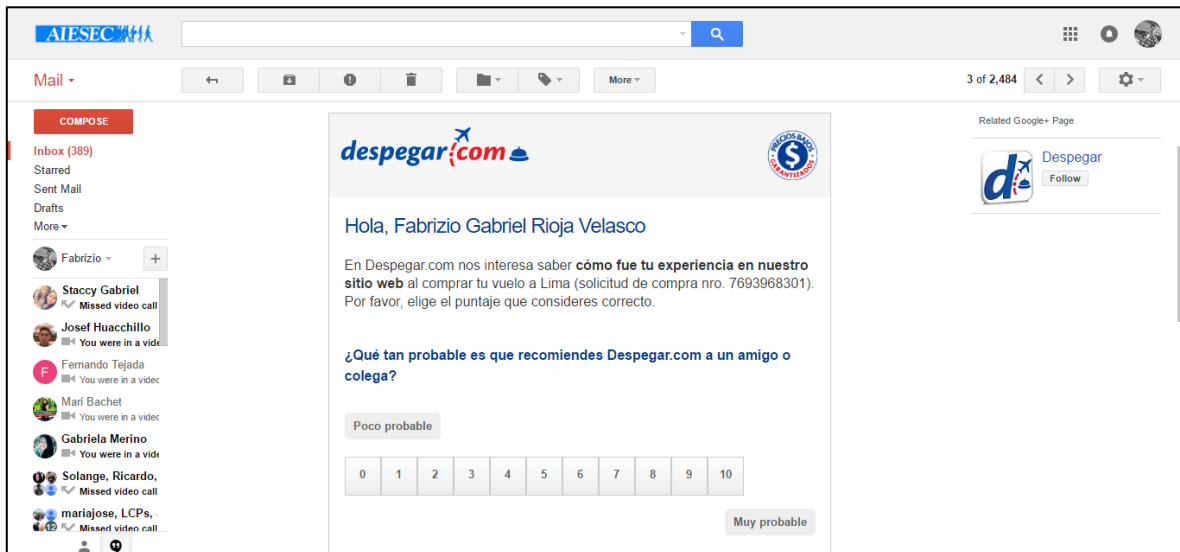 AIESEC
Mail
More
3 of 2,484
COMPOSE
Inbox (389)
Starred
Sent Mail
Drafts
More
Fabrizio
Staccy Gabriel
Missed video call
Josef Huacchillo
You were in a vide
Fernando Tejada
You were in a videc
Mari Bachet
You were in a videc
Gabriela Merino
You were in a vide
Solange, Ricardo,
Missed video call
mariajose, LCPs,
12
Missed video call
despegar.com
PRECIOS BAJOS
GARANTIZADOS
Hola, Fabrizio Gabriel Rioja Velasco
En Despegar.com nos interesa saber cómo fue tu experiencia en nuestro
sitio web al comprar tu vuelo a Lima (solicitud de compra nro. 7693968301).
Por favor, elige el puntaje que consideres correcto.
¿Qué tan probable es que recomiendes Despegar.com a un amigo o
colega?
Poco probable
0 1 2 3 4 5 6 7 8 9 10
Muy probable
Related Google+ Page
d
Despegar
Follow